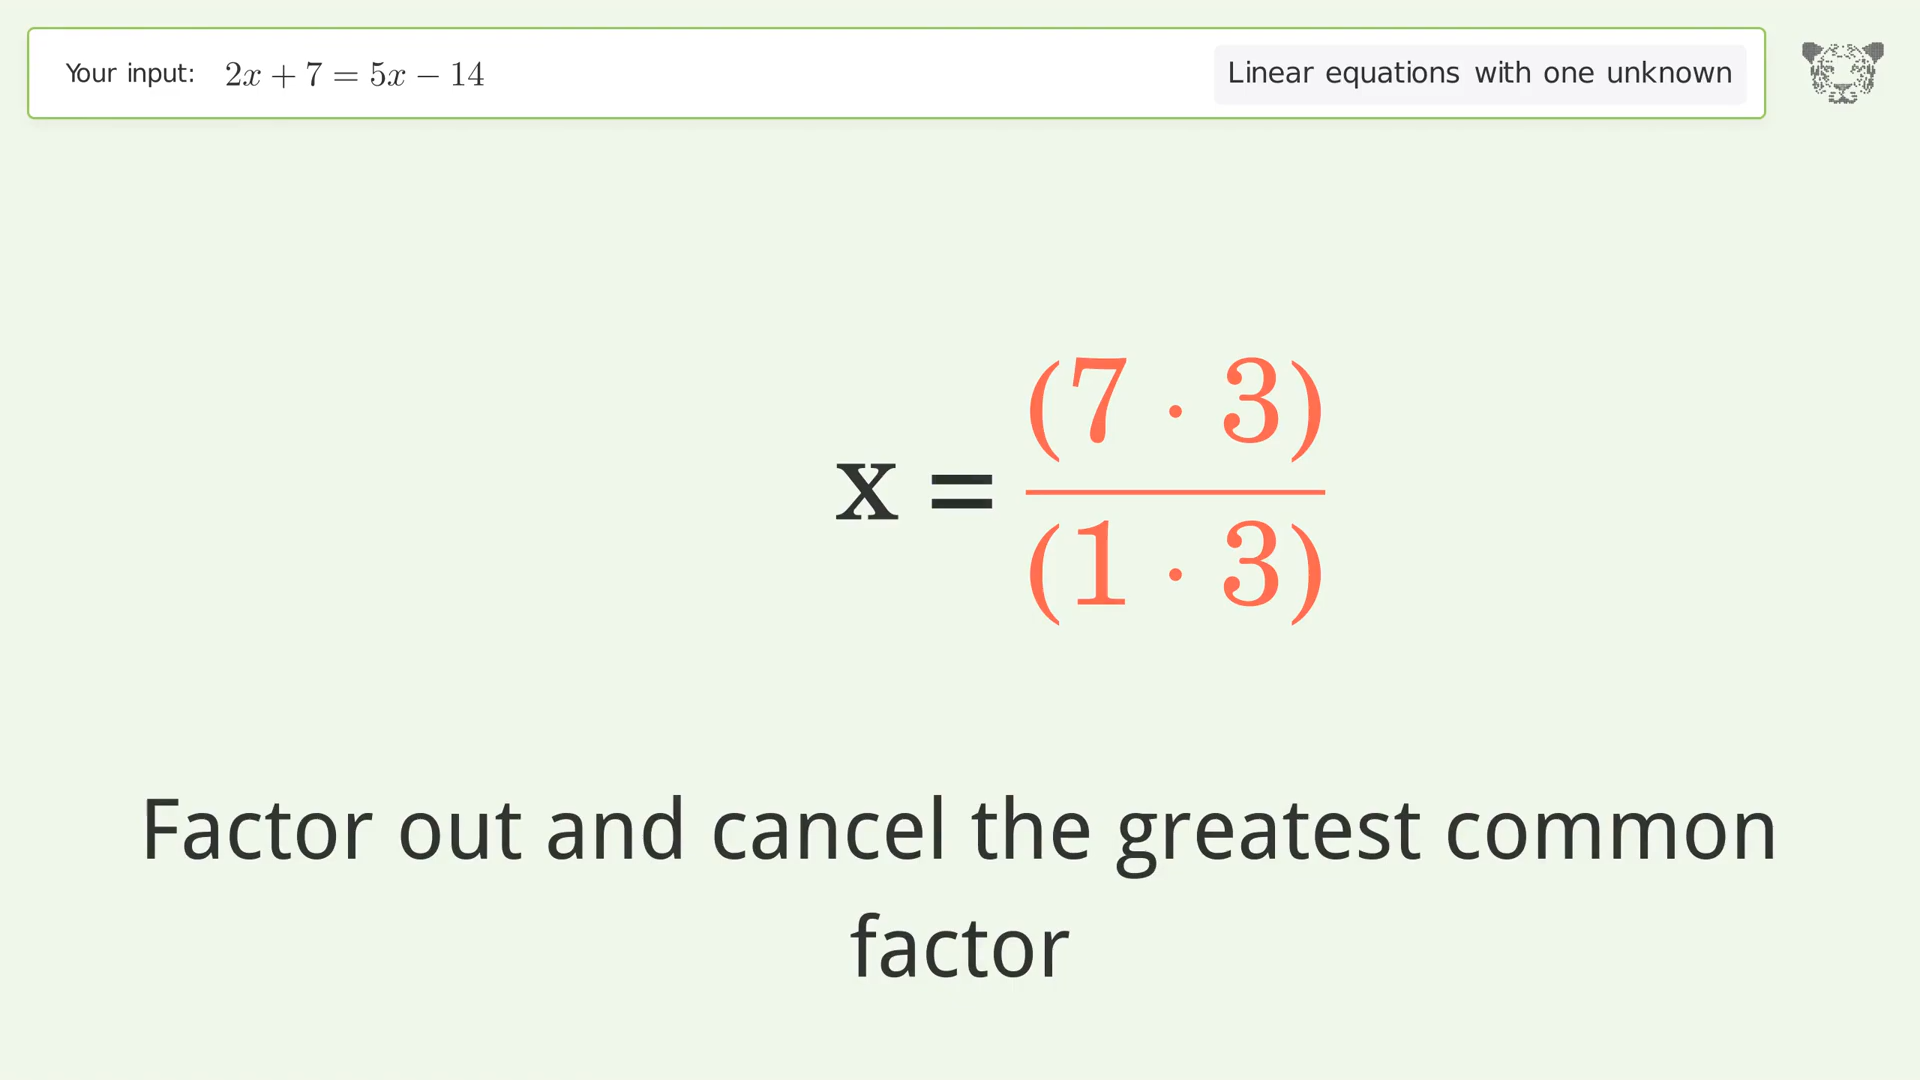 Your input: 2x + 7 = 5x − 14
Linear equations with one unknown
x = (7 · 3) / (1 · 3)
Factor out and cancel the greatest common
factor